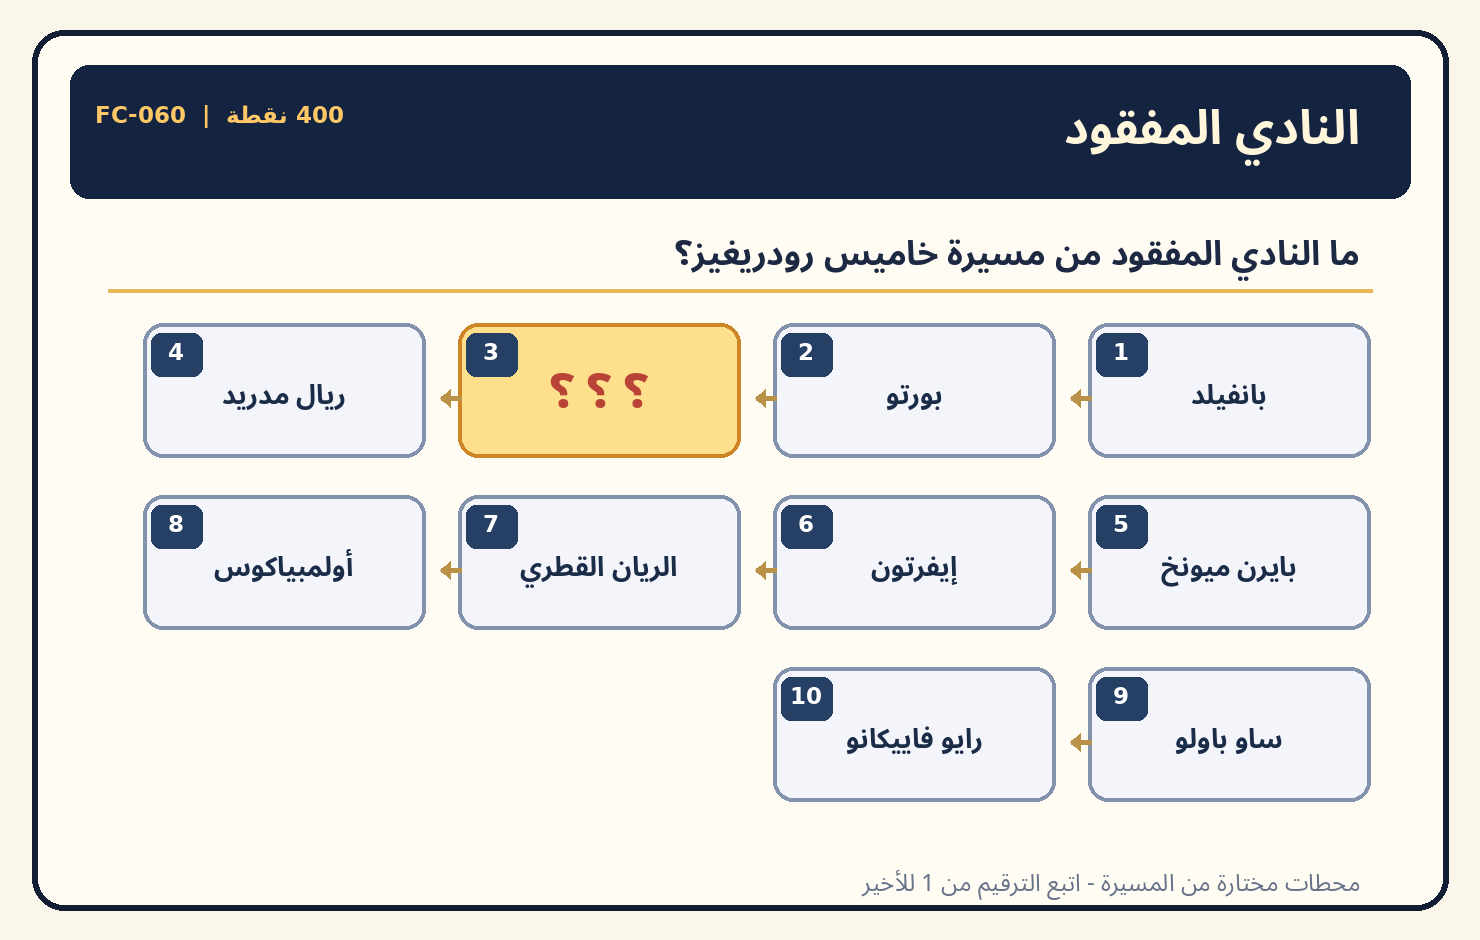 النادي المفقود
400 نقطة | FC-060
ما النادي المفقود من مسيرة خاميس رودريغيز؟
1
بانفيلد
2
بورتو
3
؟ ؟ ؟
4
ريال مدريد
5
بايرن ميونخ
6
إيفرتون
7
الريان القطري
8
أولمبياكوس
9
ساو باولو
10
رايو فاييكانو
محطات مختارة من المسيرة - اتبع الترقيم من 1 للأخير